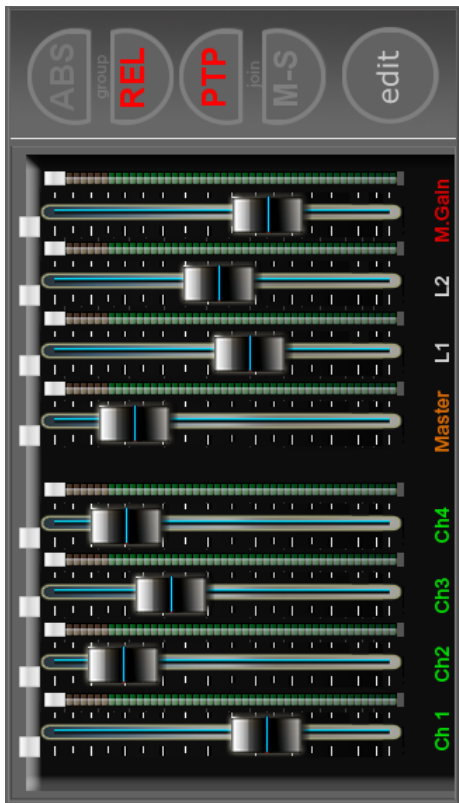 ABS
group
REL
PTP
join
M-S
edit
Ch 1 Ch2 Ch3 Ch4 Master L1 L2 M.Gain